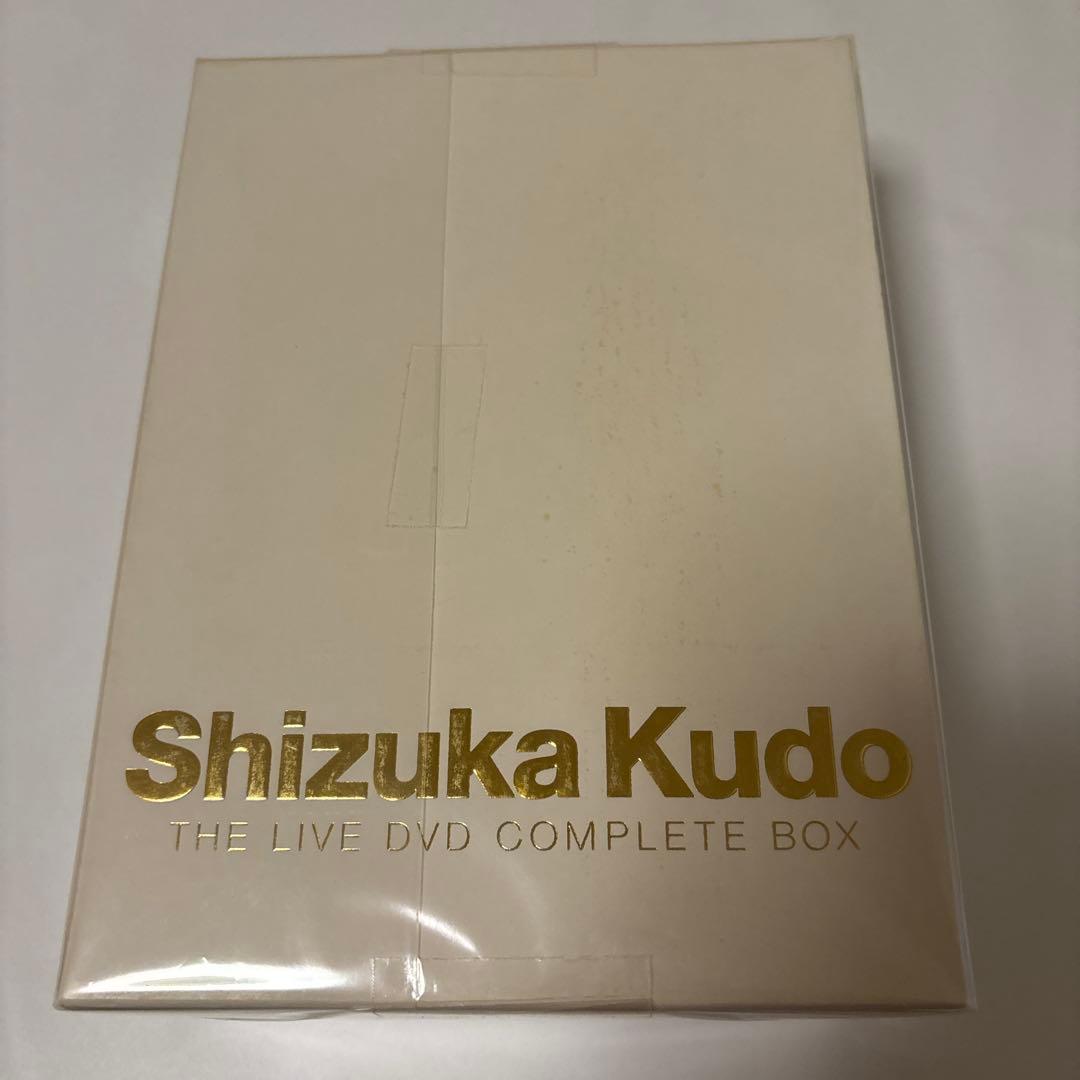 Shizuka Kudo
THE LIVE DVD COMPLETE BOX